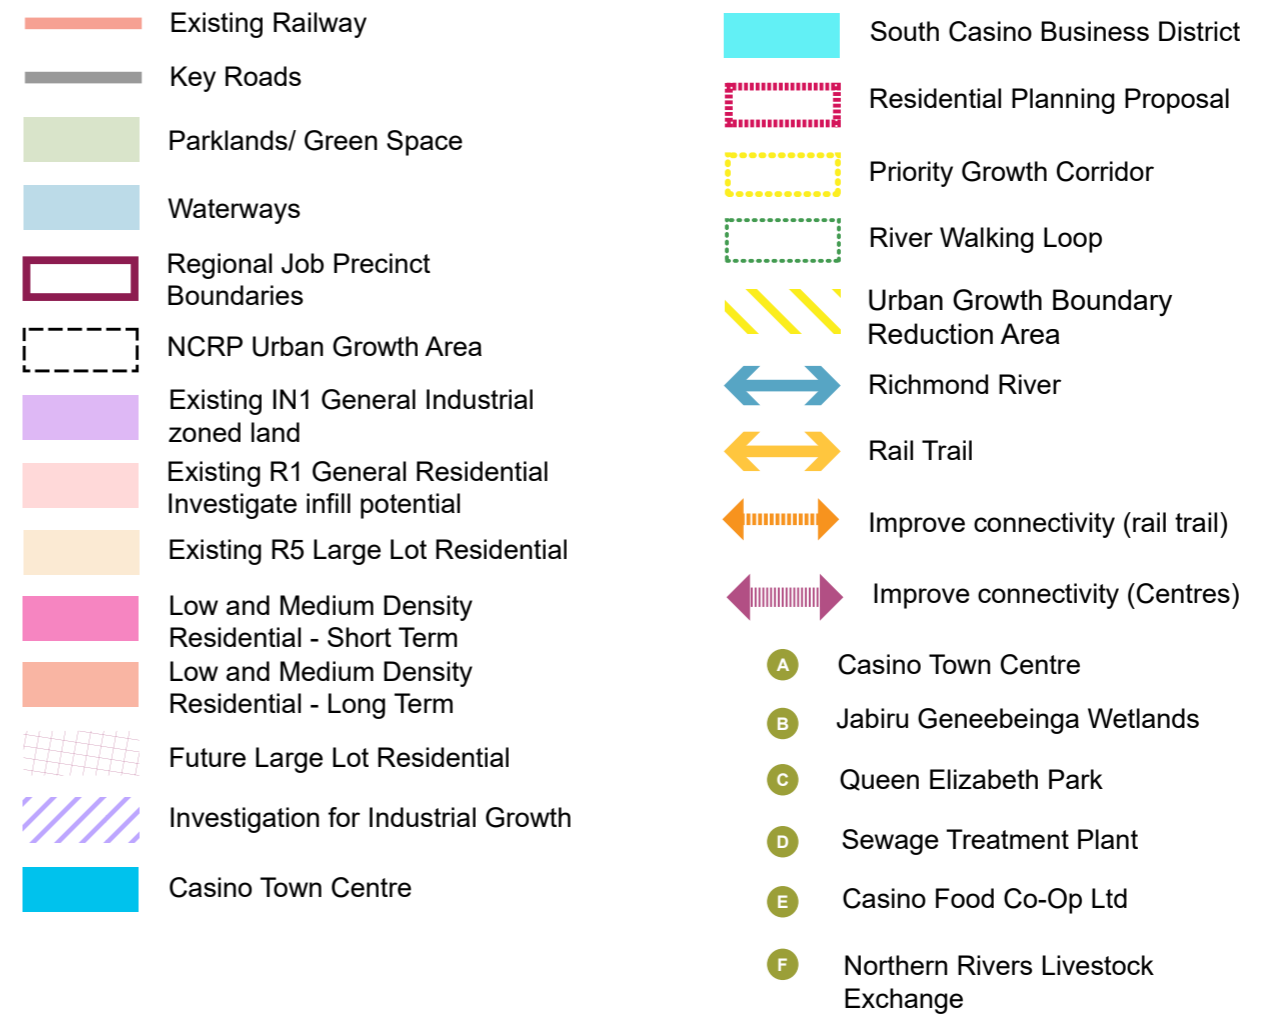 Existing Railway
Key Roads
Parklands/ Green Space
Waterways
Regional Job Precinct
Boundaries
NCRP Urban Growth Area
Existing IN1 General Industrial
zoned land
Existing R1 General Residential
Investigate infill potential
Existing R5 Large Lot Residential
Low and Medium Density
Residential - Short Term
Low and Medium Density
Residential - Long Term
Future Large Lot Residential
Investigation for Industrial Growth
Casino Town Centre
South Casino Business District
Residential Planning Proposal
Priority Growth Corridor
River Walking Loop
Urban Growth Boundary
Reduction Area
Richmond River
Rail Trail
Improve connectivity (rail trail)
Improve connectivity (Centres)
A Casino Town Centre
B Jabiru Geneebeinga Wetlands
C Queen Elizabeth Park
D Sewage Treatment Plant
E Casino Food Co-Op Ltd
F Northern Rivers Livestock
Exchange